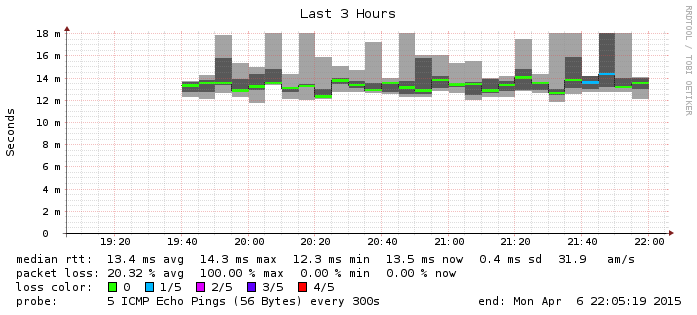 Last 3 Hours
RRDTOOL / TOBI OETIKER
Seconds
18 m
16 m
14 m
12 m
10 m
8 m
6 m
4 m
2 m
0
19:20 19:40 20:00 20:20 20:40 21:00 21:20 21:40 22:00
median rtt: 13.4 ms avg 14.3 ms max 12.3 ms min 13.5 ms now 0.4 ms sd 31.9 am/s
packet loss: 20.32 % avg 100.00 % max 0.00 % min 0.00 % now
loss color: 0 1/5 2/5 3/5 4/5
probe: 5 ICMP Echo Pings (56 Bytes) every 300s end: Mon Apr 6 22:05:19 2015